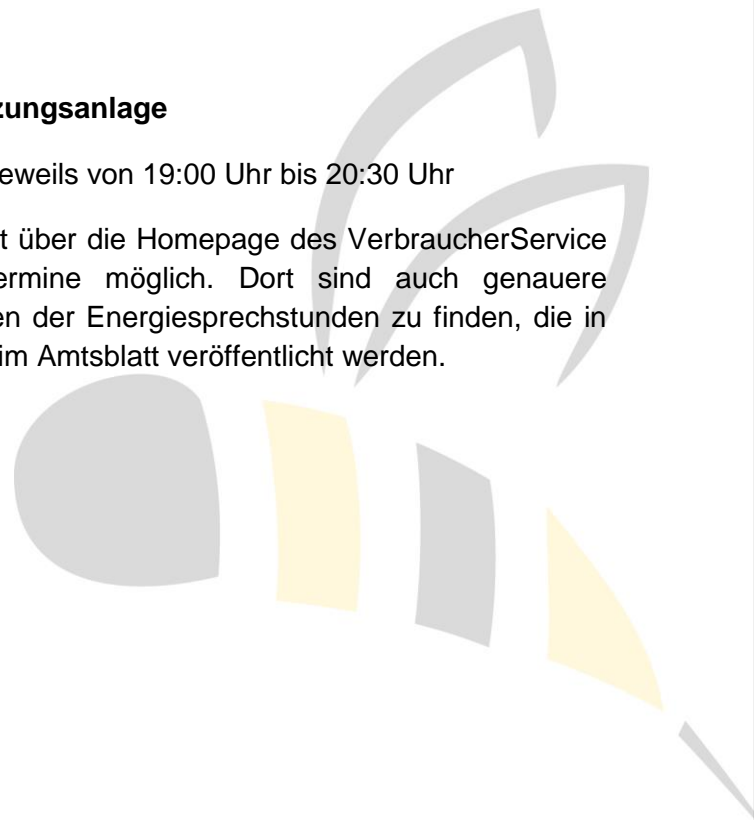 zungsanlage
eweils von 19:00 Uhr bis 20:30 Uhr
t über die Homepage des VerbraucherService
ermine möglich. Dort sind auch genauere
en der Energiesprechstunden zu finden, die in
im Amtsblatt veröffentlicht werden.